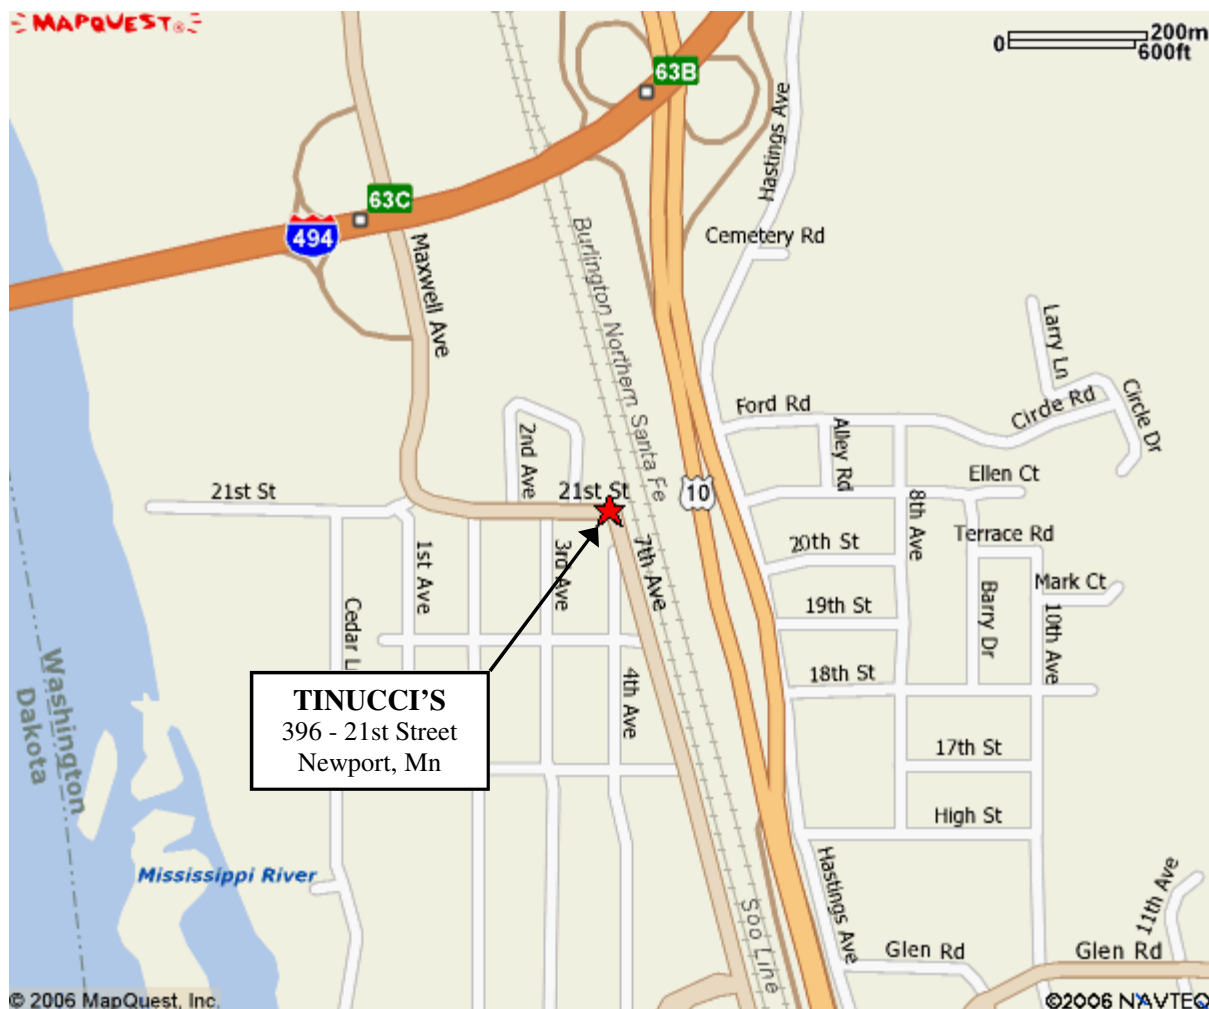 MAPQUEST®
0
200m
600ft
63B
63C
494
Hastings Ave
Cemetery Rd
Maxwell Ave
Burlington Northern Santa Fe
Larry Ln
Circle Dr
Cirde Rd
Ford Rd
Alley Rd
2nd Ave
Ellen Ct
21st St
21st St
10
8th Ave
Terrace Rd
20th St
1st Ave
3rd Ave
7th Ave
Mark Ct
Cedar L
19th St
Barry Dr
10th Ave
18th St
4th Ave
Washington
Dakota
TINUCCI'S
396 - 21st Street
Newport, Mn
17th St
High St
Mississippi River
Hastings Ave
11th Ave
Soo Line
Glen Rd
Glen Rd
© 2006 MapQuest, Inc.
©2006 NAVTEQ